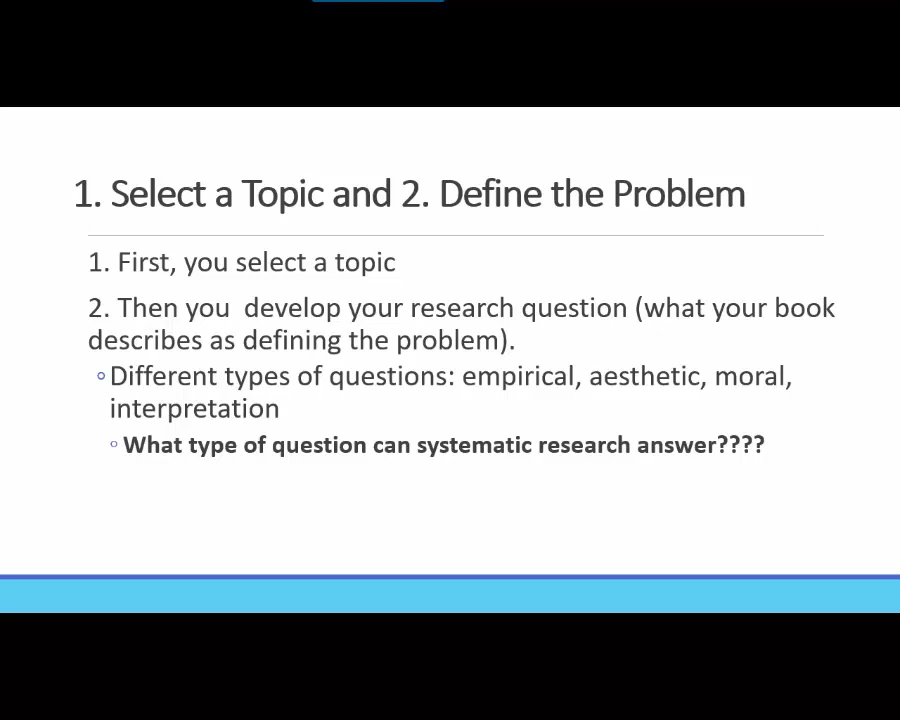 1. Select a Topic and 2. Define the Problem
1. First, you select a topic
2. Then you  develop your research question (what your book
describes as defining the problem).
◦ Different types of questions: empirical, aesthetic, moral,
interpretation
◦ What type of question can systematic research answer????